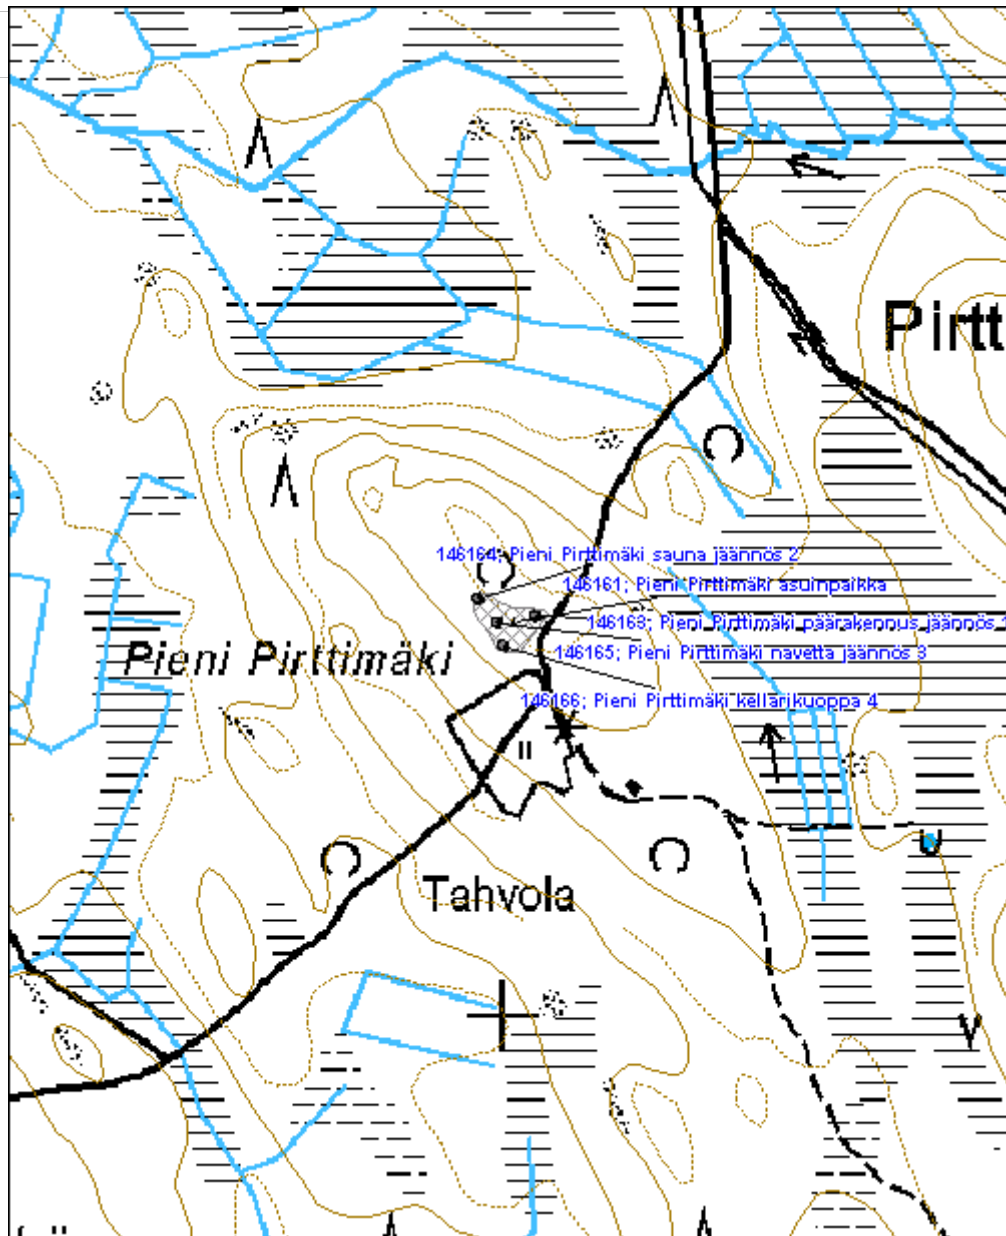 Pirtt
146164; Pieni Pirttimäki sauna jäännös 2
146161; Pieni Pirttimäki asuinpaikka
146163; Pieni Pirttimäki päärakennus jäännös 1
146165; Pieni Pirttimäki navetta jäännös 3
Pieni Pirttimäki
146166; Pieni Pirttimäki kellarikuoppa 4
Tahvola